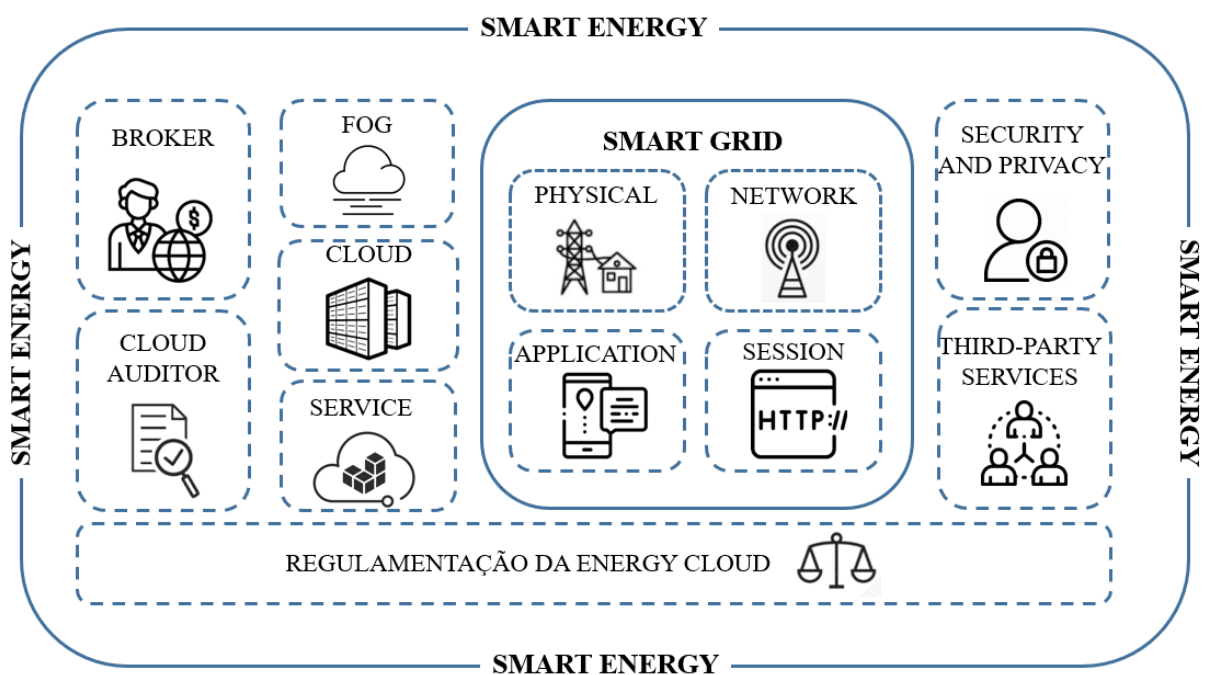 SMART ENERGY
SMART ENERGY
BROKER
CLOUD
AUDITOR
FOG
CLOUD
SERVICE
SMART GRID
PHYSICAL
NETWORK
APPLICATION
SESSION
HTTP://
SECURITY
AND PRIVACY
THIRD-PARTY
SERVICES
SMART ENERGY
REGULAMENTAÇÃO DA ENERGY CLOUD
SMART ENERGY